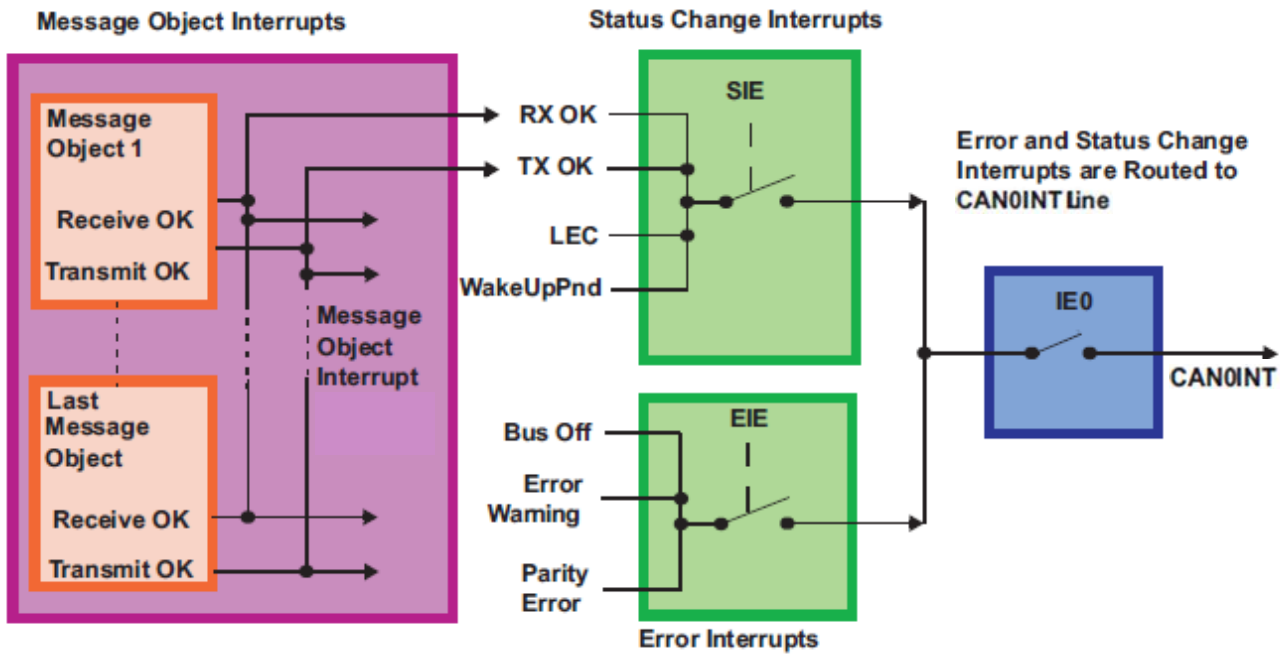 Message Object Interrupts
Status Change Interrupts
Message
Object 1
Receive OK
Transmit OK
Message
Object
Interrupt
Last
Message
Object
Receive OK
Transmit OK
RX OK
TX OK
LEC
WakeUpPnd
SIE
Bus Off
Error
Warning
Parity
Error
EIE
Error Interrupts
Error and Status Change
Interrupts are Routed to
CAN0INT Line
IE0
CAN0INT